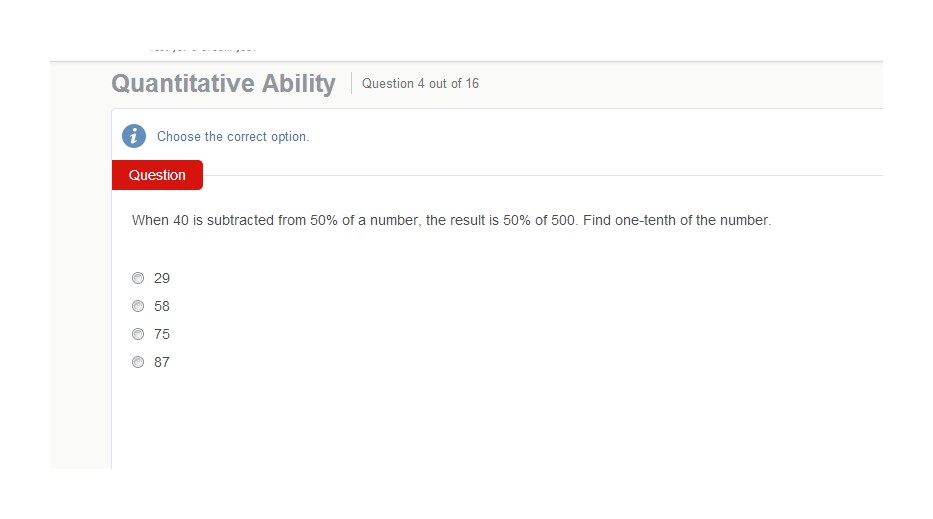 Quantitative Ability
Question 4 out of 16
i
Choose the correct option.
Question
When 40 is subtracted from 50% of a number, the result is 50% of 500. Find one-tenth of the number.
29
58
75
87